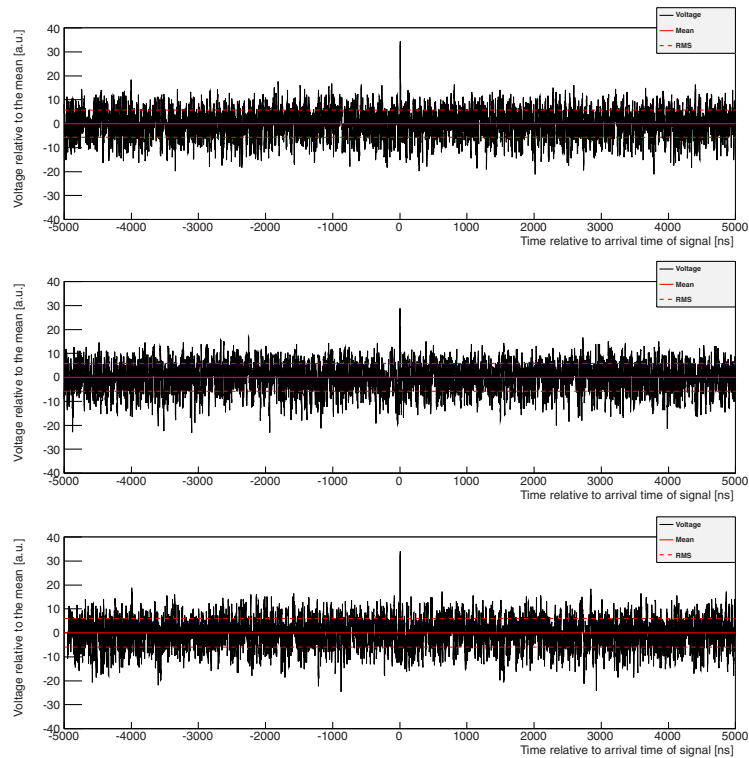 Voltage relative to the mean [a.u.]
40
30
20
10
0
-10
-20
-30
-40
Voltage
Mean
RMS
-5000 -4000 -3000 -2000 -1000 0 1000 2000 3000 4000 5000
Time relative to arrival time of signal [ns]
Voltage relative to the mean [a.u.]
40
30
20
10
0
-10
-20
-30
-40
Voltage
Mean
RMS
-5000 -4000 -3000 -2000 -1000 0 1000 2000 3000 4000 5000
Time relative to arrival time of signal [ns]
Voltage relative to the mean [a.u.]
40
30
20
10
0
-10
-20
-30
-40
Voltage
Mean
RMS
-5000 -4000 -3000 -2000 -1000 0 1000 2000 3000 4000 5000
Time relative to arrival time of signal [ns]